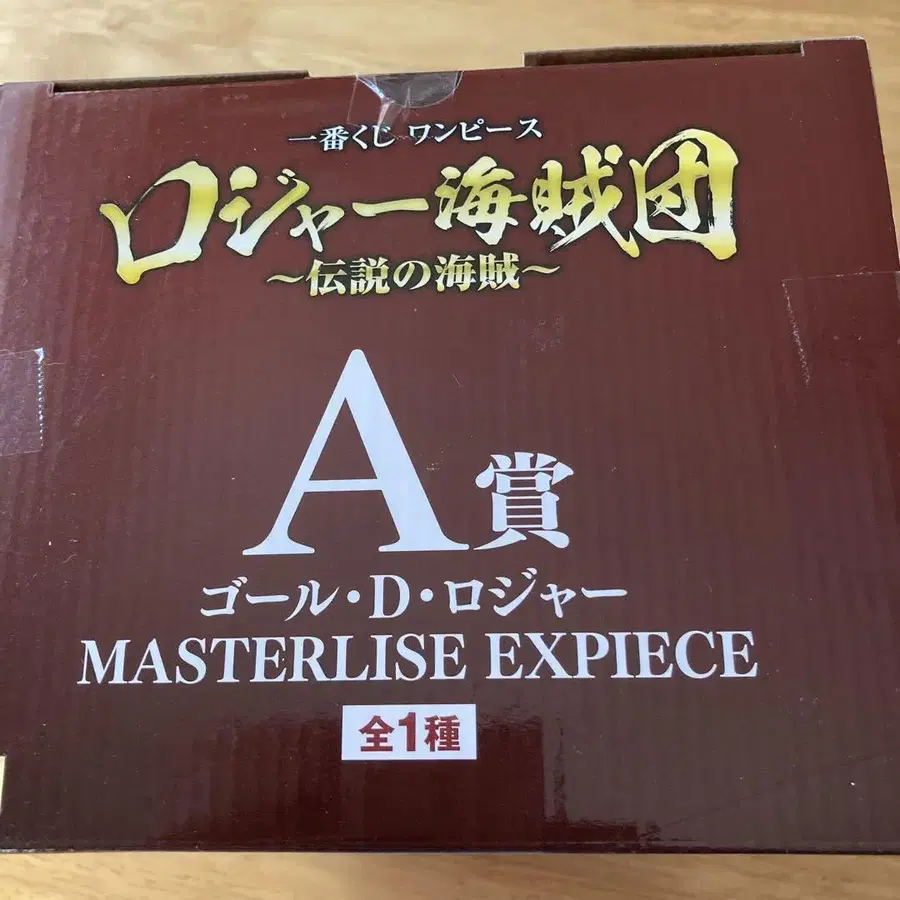 一番くじ ワンピース
ロジャー海賊団
～伝説の海賊～
A賞
ゴール・D・ロジャー
MASTERLISE EXPIECE
全1種